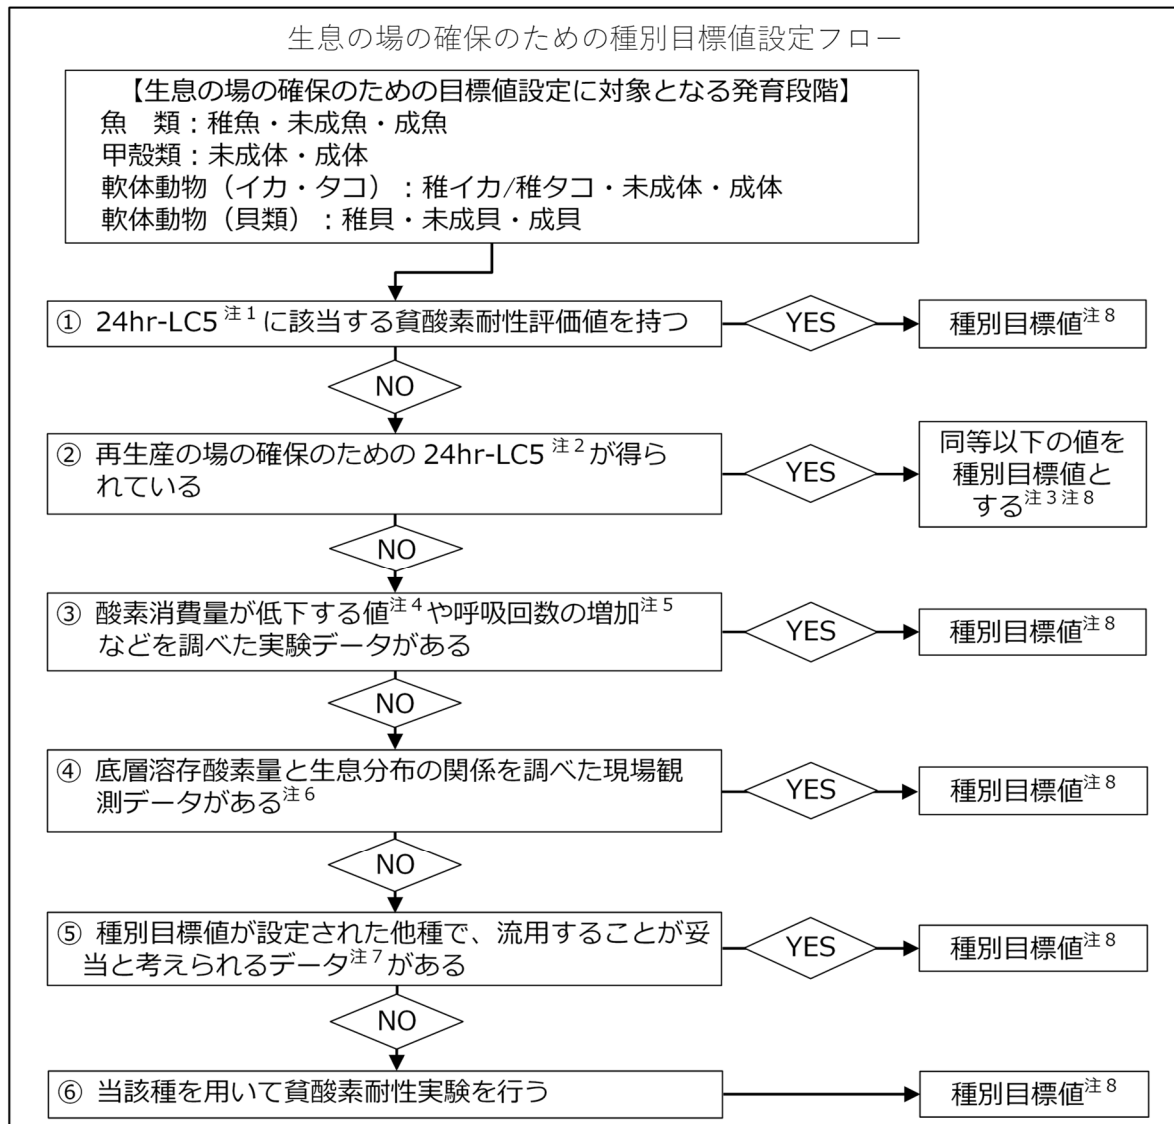 生息の場の確保のための種別目標値設定フロー
【生息の場の確保のための目標値設定に対象となる発育段階】
魚　類：稚魚・未成魚・成魚
甲殻類：未成体・成体
軟体動物（イカ・タコ）：稚イカ/稚タコ・未成体・成体
軟体動物（貝類）：稚貝・未成貝・成貝
① 24hr-LC5注１に該当する貧酸素耐性評価値を持つ
YES
種別目標値注８
NO
② 再生産の場の確保のための 24hr-LC5注２が得ら
れている
YES
同等以下の値を
種別目標値と
する注３注８
NO
③ 酸素消費量が低下する値注４や呼吸回数の増加注５
などを調べた実験データがある
YES
種別目標値注８
NO
④ 底層溶存酸素量と生息分布の関係を調べた現場観
測データがある注６
YES
種別目標値注８
NO
⑤ 種別目標値が設定された他種で、流用することが妥
当と考えられるデータ注７がある
YES
種別目標値注８
NO
⑥ 当該種を用いて貧酸素耐性実験を行う
種別目標値注８